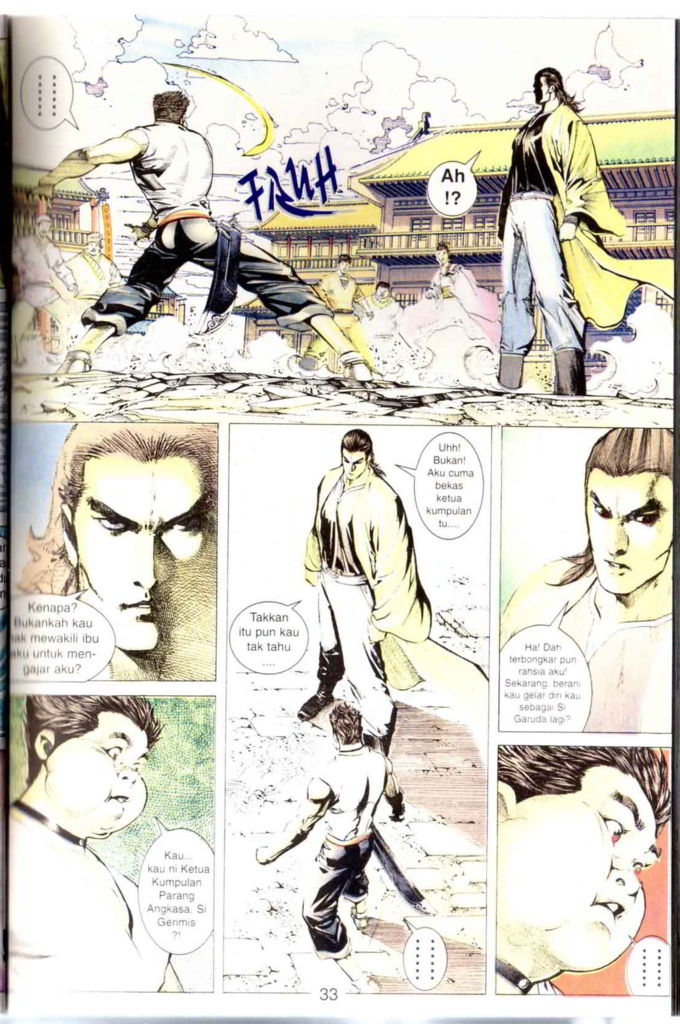 ......
......
FAUH
Ah
!?
Kenapa?
Bukankah kau
nak mewakili ibu
aku untuk men-
gajar aku?
Kau...
kau ni Ketua
Kumpulan
Parang
Angkasa. Si
Gerimis
?!
Uhh!
Bukan!
Aku cuma
bekas
ketua
kumpulan
tu....
Takkan
itu pun kau
tak tahu
....
......
......
Ha! Dah
terbongkar pun
rahsia aku!
Sekarang, berani
kau gelar diri kau
sebagai Si
Garuda lagi?
......
......
33